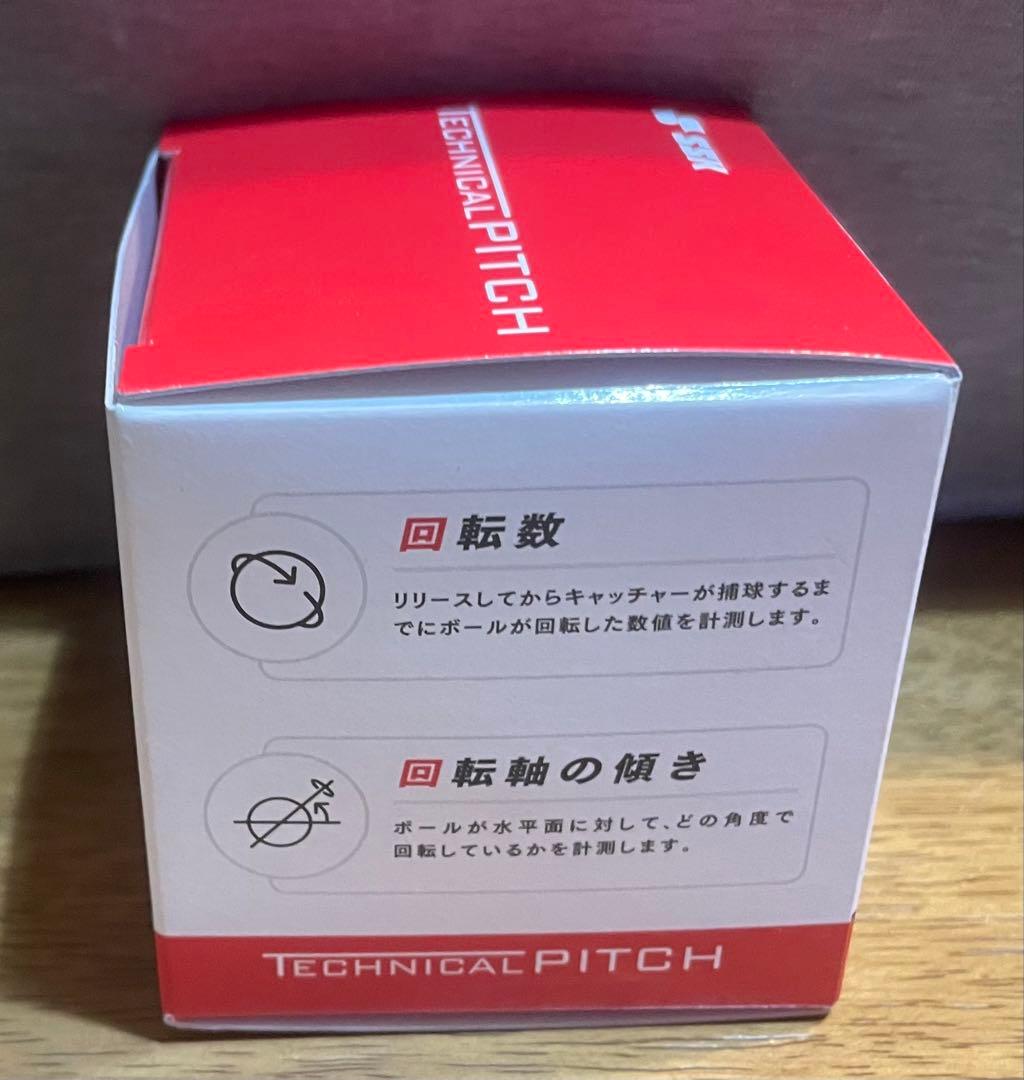 SSK
TECHNICALPITCH
回転数
リリースしてからキャッチャーが捕球するま
でにボールが回転した数値を計測します。
回転軸の傾き
ボールが水平面に対して、どの角度で
回転しているかを計測します。
TECHNICALPITCH